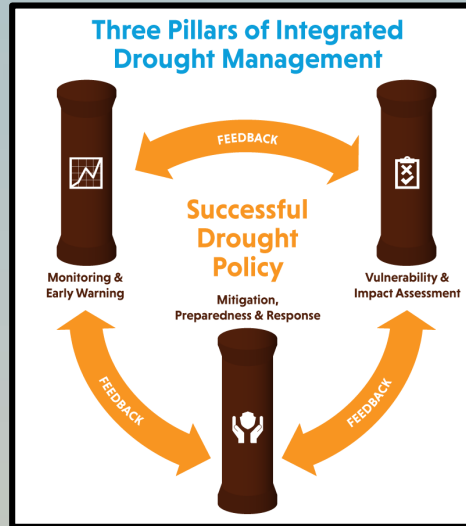 Three Pillars of Integrated
Drought Management
FEEDBACK
Successful
Drought
Policy
Monitoring &
Early Warning
Vulnerability &
Impact Assessment
Mitigation,
Preparedness & Response
FEEDBACK
FEEDBACK